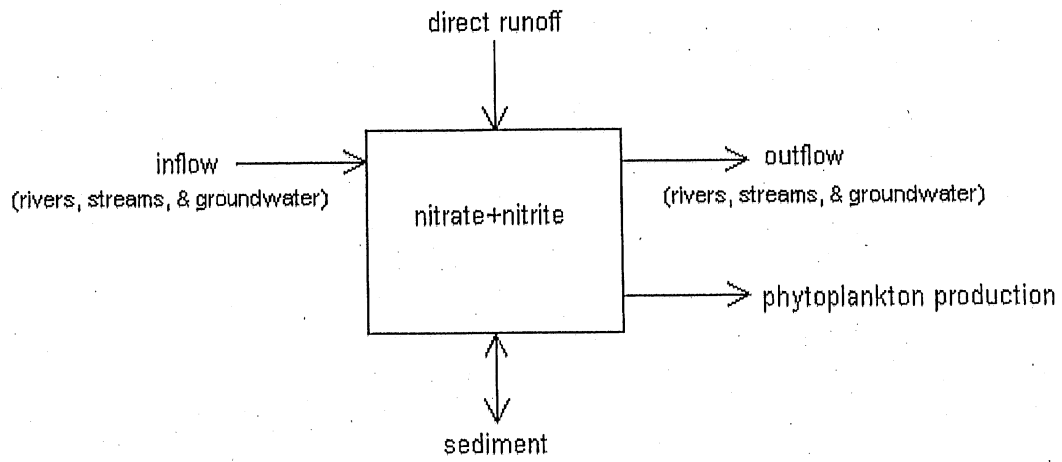 direct runoff
inflow
(rivers, streams, & groundwater)
nitrate+nitrite
outflow
(rivers, streams, & groundwater)
phytoplankton production
sediment